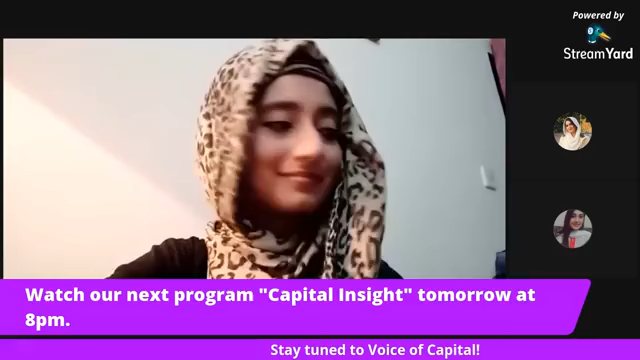 Powered by
StreamYard
Watch our next program "Capital Insight" tomorrow at
8pm.
Stay tuned to Voice of Capital!